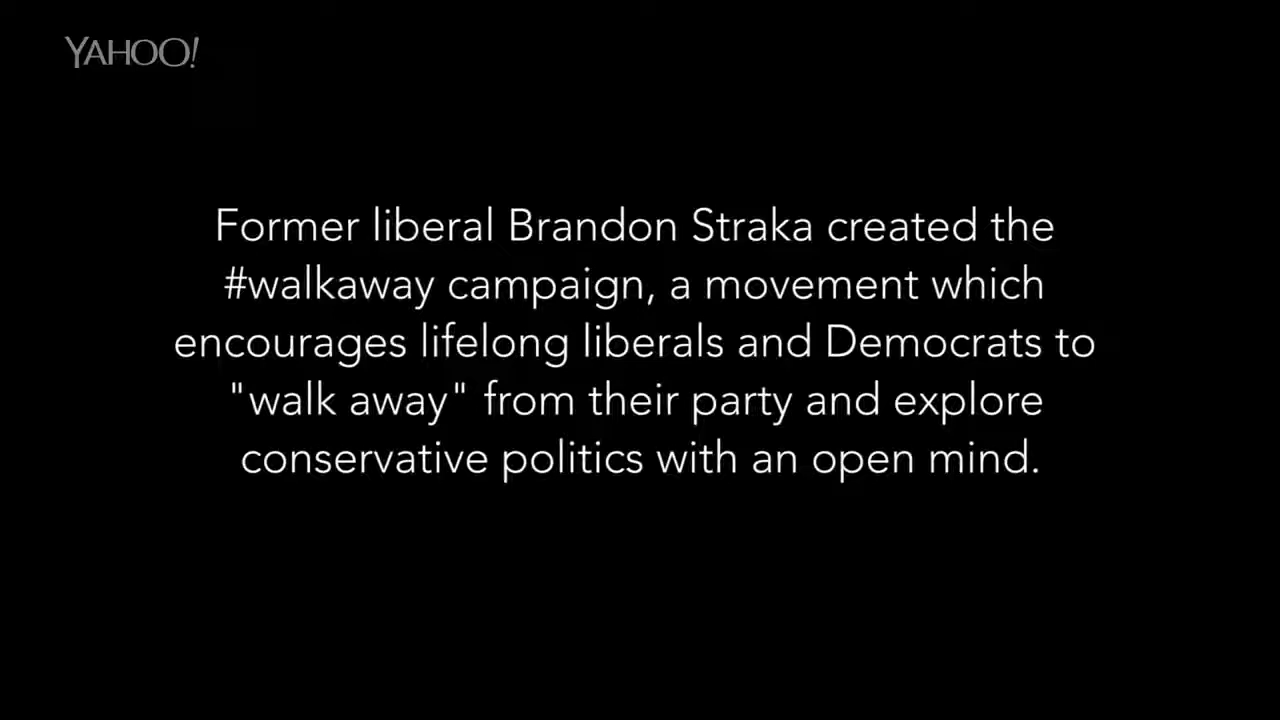 YAHOO!
Former liberal Brandon Straka created the
#walkaway campaign, a movement which
encourages lifelong liberals and Democrats to
"walk away" from their party and explore
conservative politics with an open mind.